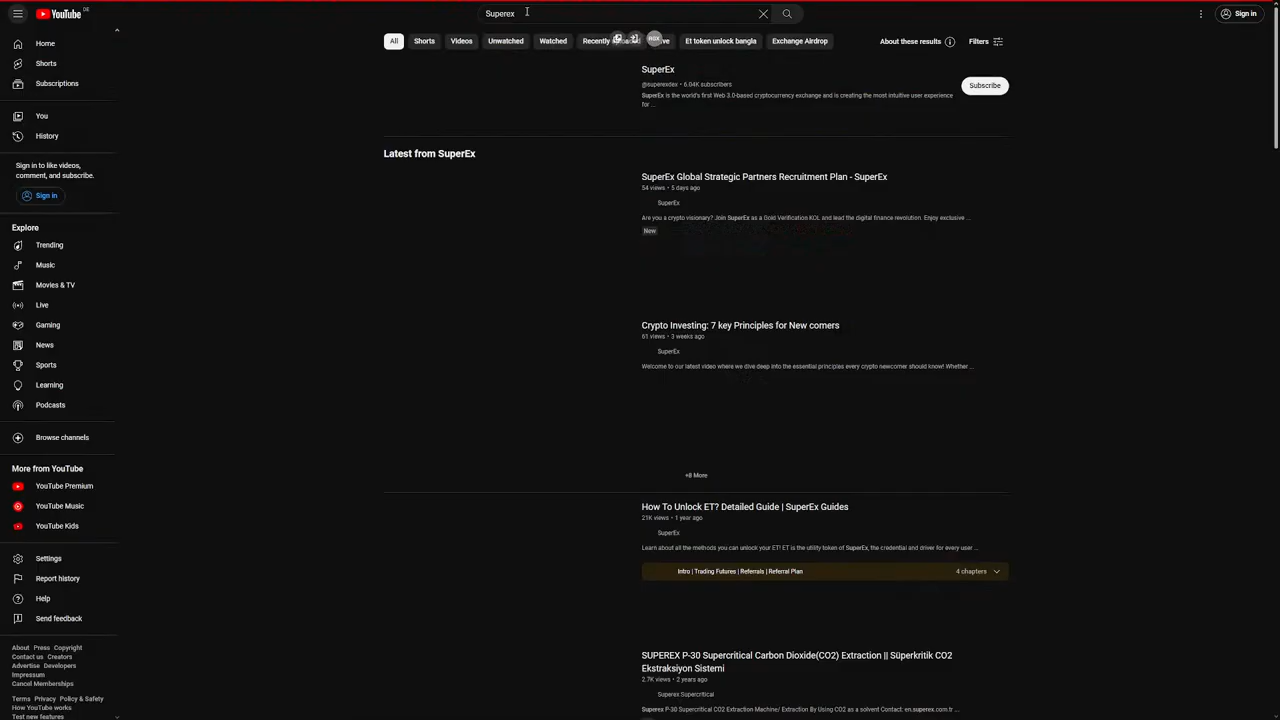 YouTube DE
Superex
Sign in
Home
Shorts
Subscriptions
You
History
Sign in to like videos,
comment, and subscribe.
Sign in
Explore
Trending
Music
Movies & TV
Live
Gaming
News
Sports
Learning
Podcasts
Browse channels
More from YouTube
YouTube Premium
YouTube Music
YouTube Kids
Settings
Report history
Help
Send feedback
About Press Copyright
Contact us Creators
Advertise Developers
Impressum
Cancel Memberships
Terms Privacy Policy & Safety
How YouTube works
Test new features
All Shorts Videos Unwatched Watched Recently Et token unlock bangla Exchange Airdrop
About these results Filters
SuperEx
@superexdex • 6.04K subscribers
SuperEx is the world's first Web 3.0-based cryptocurrency exchange and is creating the most intuitive user experience
for ...
Subscribe
Latest from SuperEx
SuperEx Global Strategic Partners Recruitment Plan - SuperEx
54 views • 5 days ago
SuperEx
Are you a crypto visionary? Join SuperEx as a Gold Verification KOL and lead the digital finance revolution. Enjoy exclusive ...
New
Crypto Investing: 7 key Principles for New comers
61 views • 3 weeks ago
SuperEx
Welcome to our latest video where we dive deep into the essential principles every crypto newcomer should know! Whether ...
+8 More
How To Unlock ET? Detailed Guide | SuperEx Guides
21K views • 1 year ago
SuperEx
Learn about all the methods you can unlock your ET! ET is the utility token of SuperEx, the credential and driver for every user ...
Intro | Trading Futures | Referrals | Referral Plan 4 chapters
SUPEREX P-30 Supercritical Carbon Dioxide(CO2) Extraction || Süperkritik CO2
Ekstraksiyon Sistemi
2.7K views • 2 years ago
Superex Supercritical
Superex P-30 Supercritical CO2 Extraction Machine/ Extraction By Using CO2 as a solvent Contact: en.superex.com.tr ...